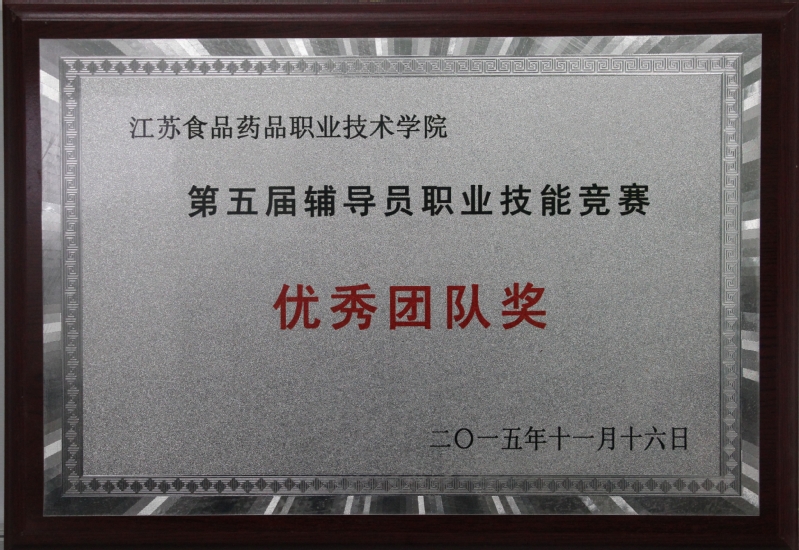 江苏食品药品职业技术学院
第五届辅导员职业技能竞赛
优秀团队奖
二〇一五年十一月十六日